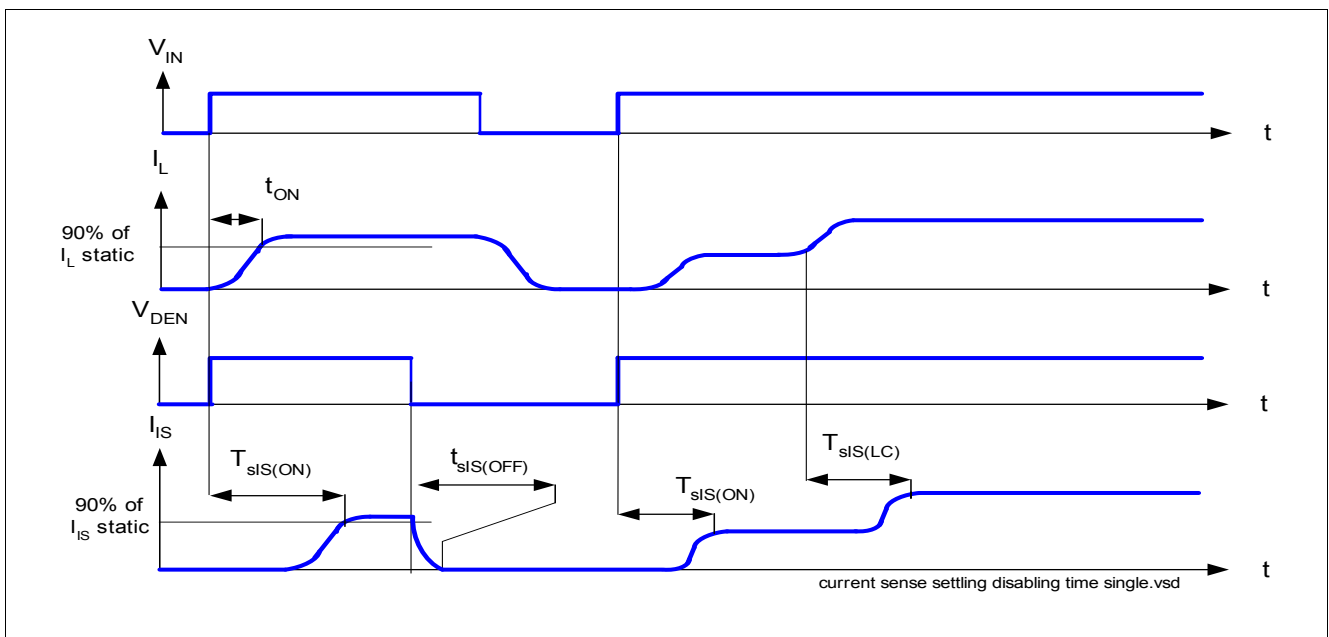 V_IN
t
I_L
t_ON
90% of
I_L static
t
V_DEN
t
I_IS
T_sIS(ON)
t_sIS(OFF)
T_sIS(ON)
T_sIS(LC)
90% of
I_IS static
t
current sense settling disabling time single.vsd